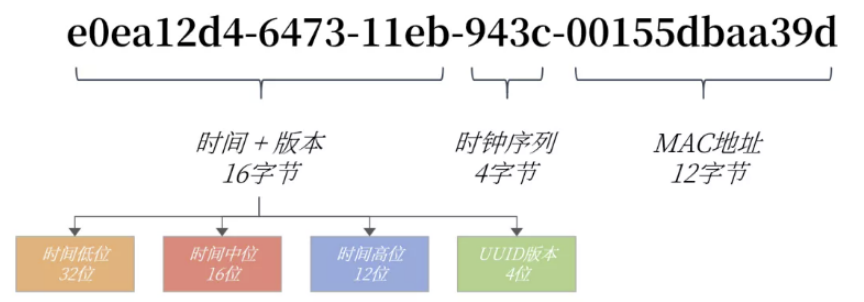 e0ea12d4-6473-11eb-943c-00155dbaa39d
时间 + 版本
16字节
时钟序列
4字节
MAC地址
12字节
时间低位
32位
时间中位
16位
时间高位
12位
UUID版本
4位